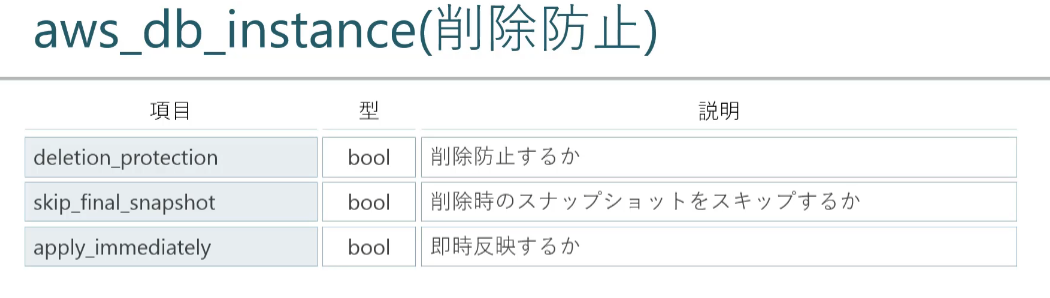 aws_db_instance(削除防止)
項目 型 説明
deletion_protection bool 削除防止するか
skip_final_snapshot bool 削除時のスナップショットをスキップするか
apply_immediately bool 即時反映するか